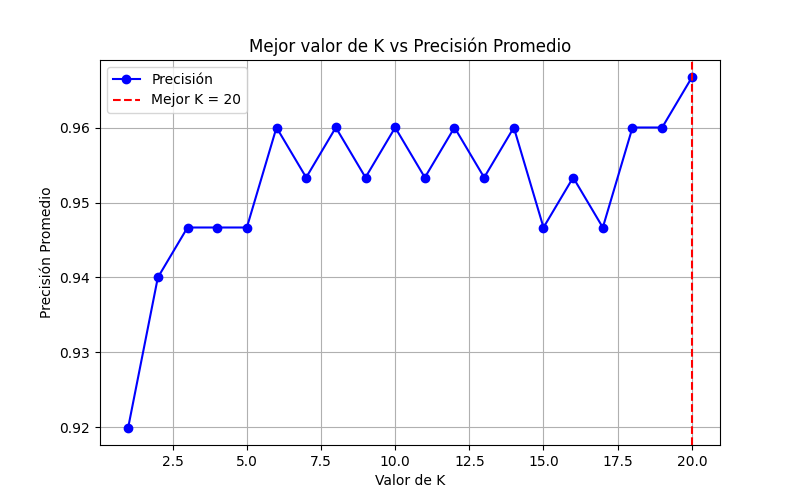 Mejor valor de K vs Precisión Promedio
Precisión
Mejor K = 20
Precisión Promedio
0.96
0.95
0.94
0.93
0.92
2.5 5.0 7.5 10.0 12.5 15.0 17.5 20.0
Valor de K